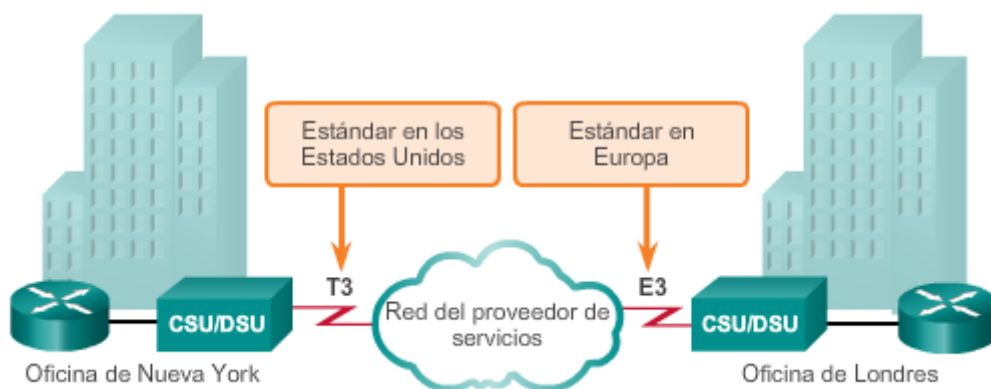 Estándar en los
Estados Unidos
Estándar en
Europa
T3
E3
CSU/DSU
Red del proveedor de
servicios
CSU/DSU
Oficina de Nueva York
Oficina de Londres